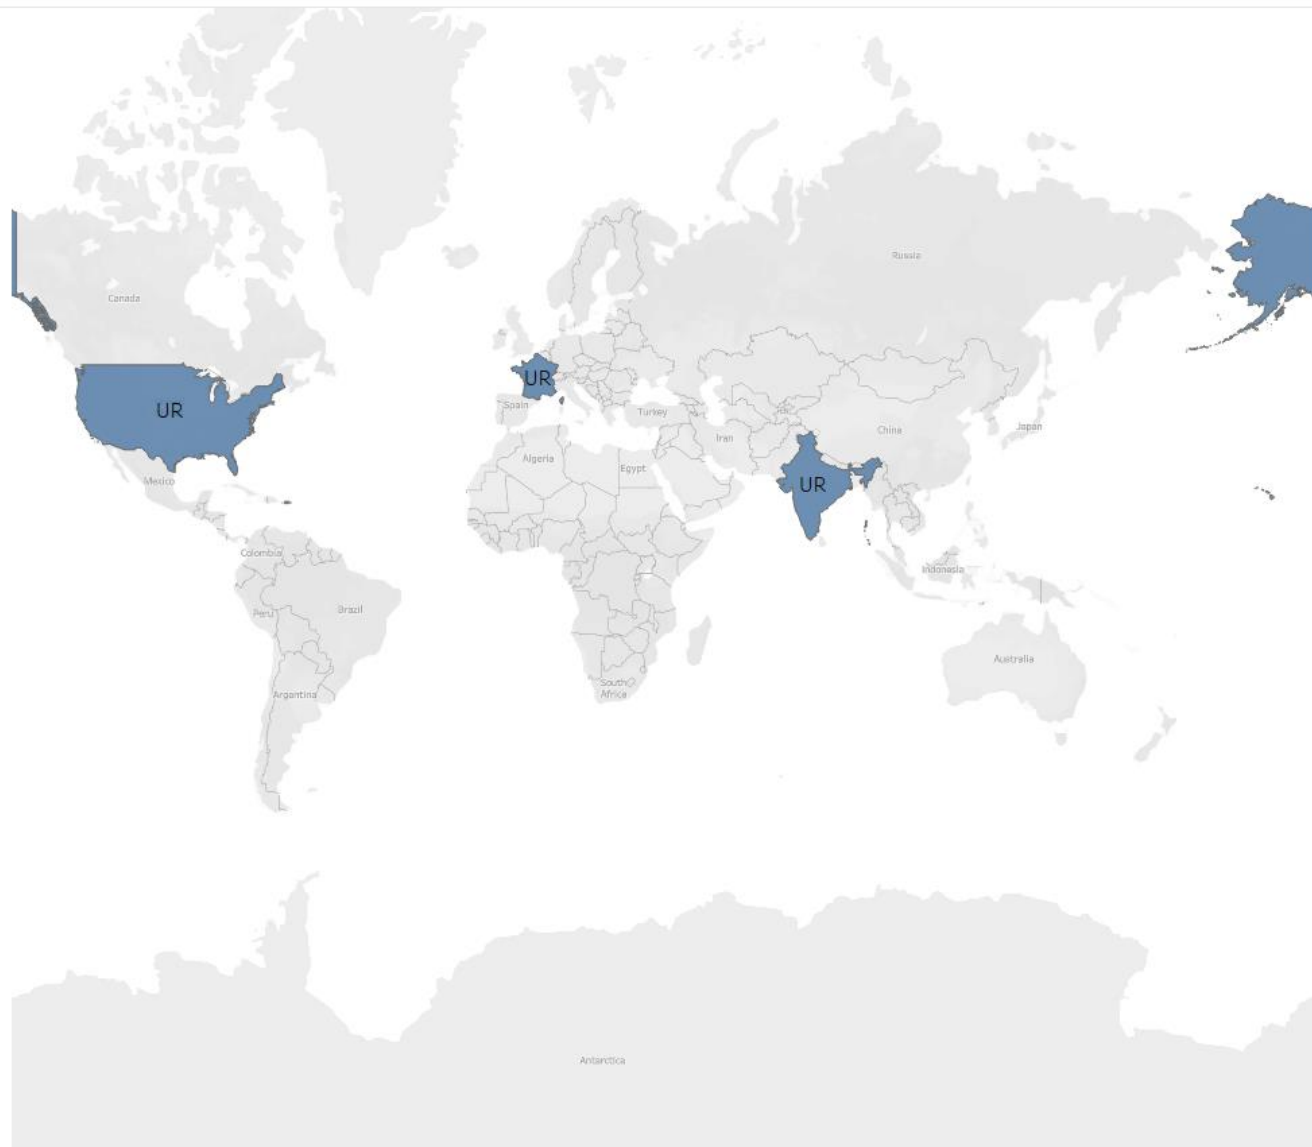 Russia
Canada
UR
UR
Spain
Turkey
Iran
China
Japan
Algeria
Egypt
Mexico
UR
Colombia
Indonesia
Peru
Brazil
Australia
Argentina
South
Africa
Antarctica